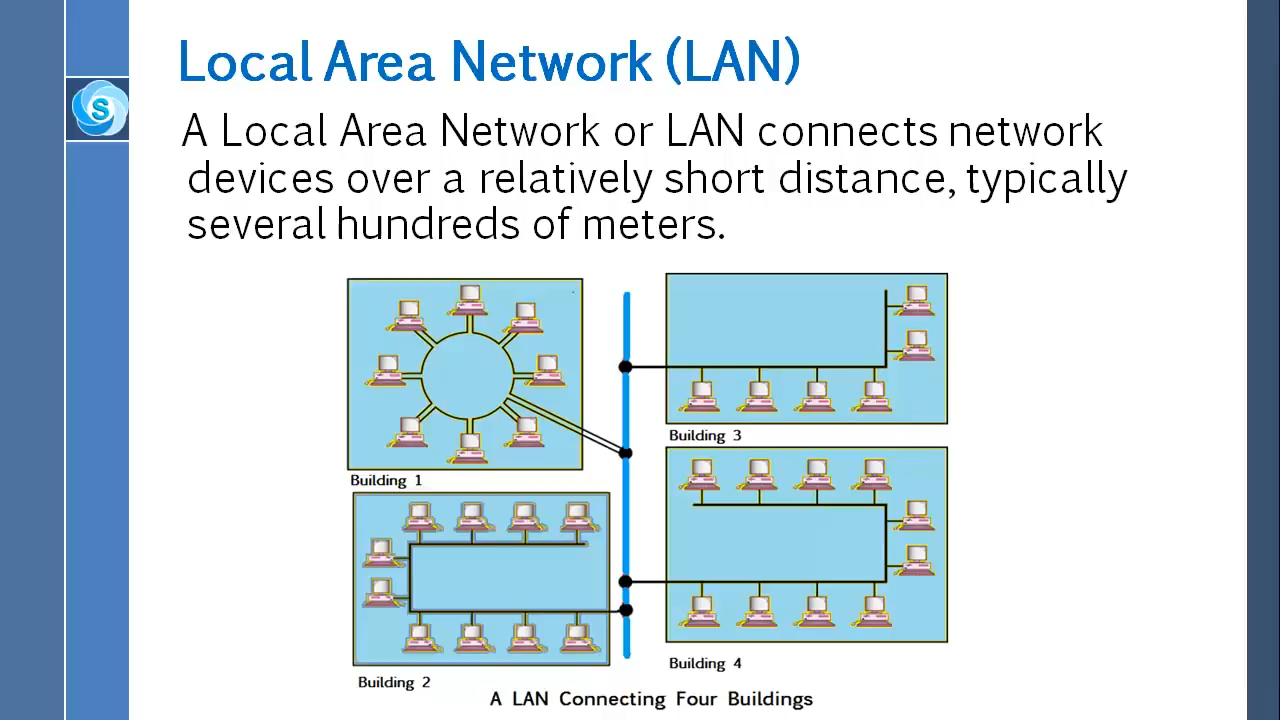 Local Area Network (LAN)
S
A Local Area Network or LAN connects network
devices over a relatively short distance, typically
several hundreds of meters.
Building 1
Building 3
Building 2
Building 4
A LAN Connecting Four Buildings